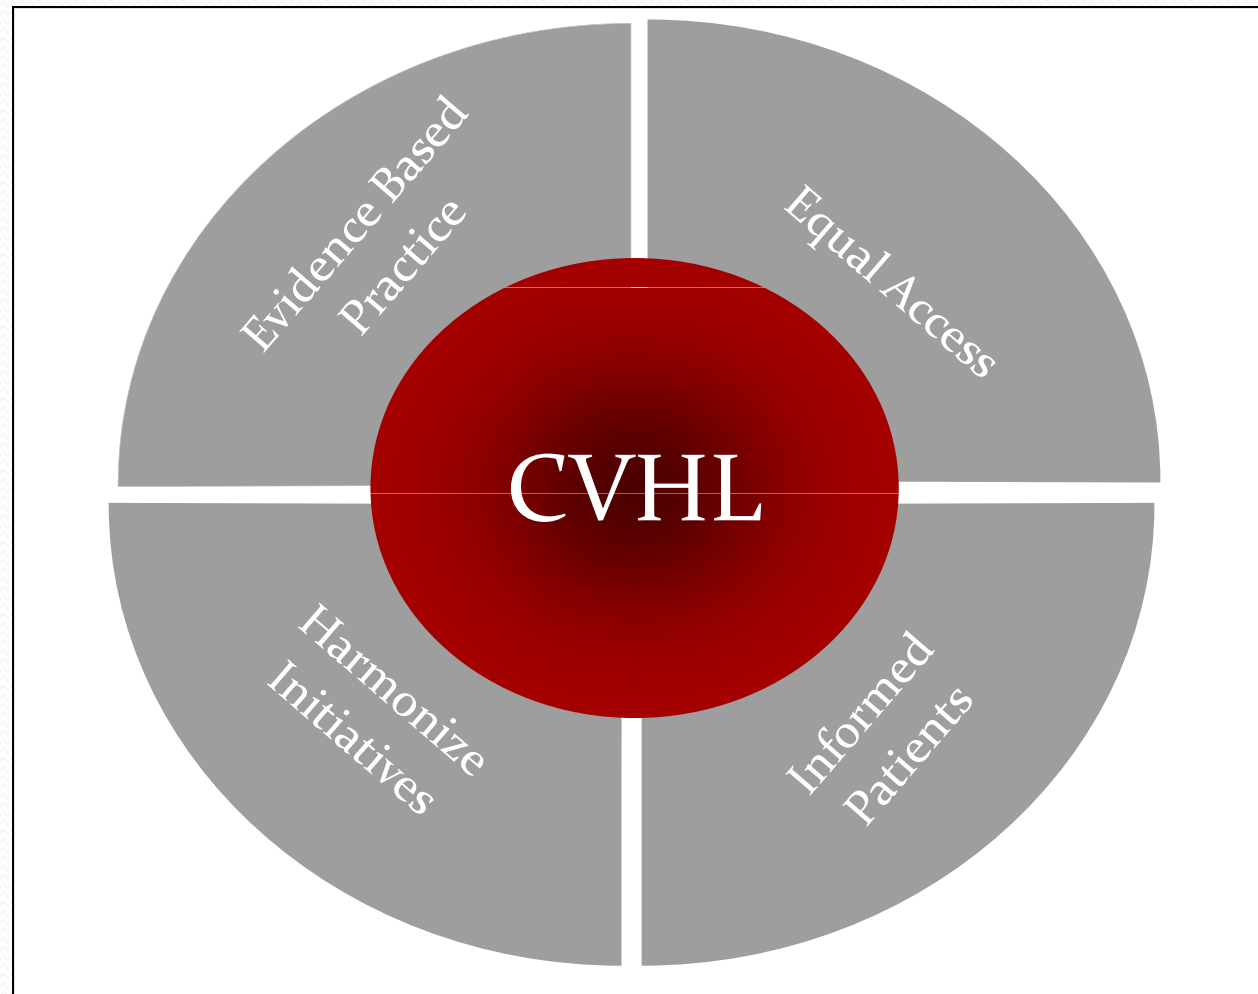 Evidence Based
Practice
Equal Access
CVHL
Harmonize
Initiatives
Informed
Patients